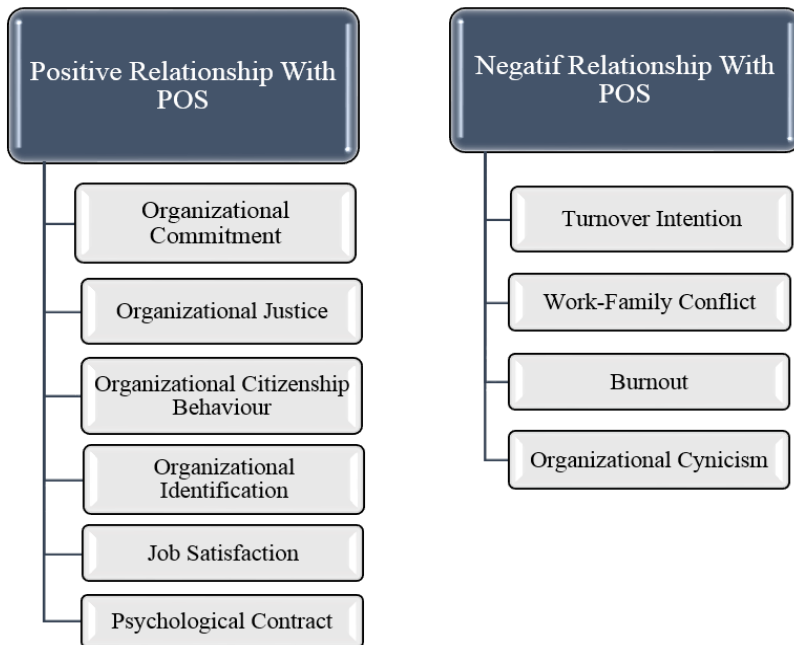 Positive Relationship With
POS
Organizational
Commitment
Organizational Justice
Organizational Citizenship
Behaviour
Organizational
Identification
Job Satisfaction
Psychological Contract
Negatif Relationship With
POS
Turnover Intention
Work-Family Conflict
Burnout
Organizational Cynicism